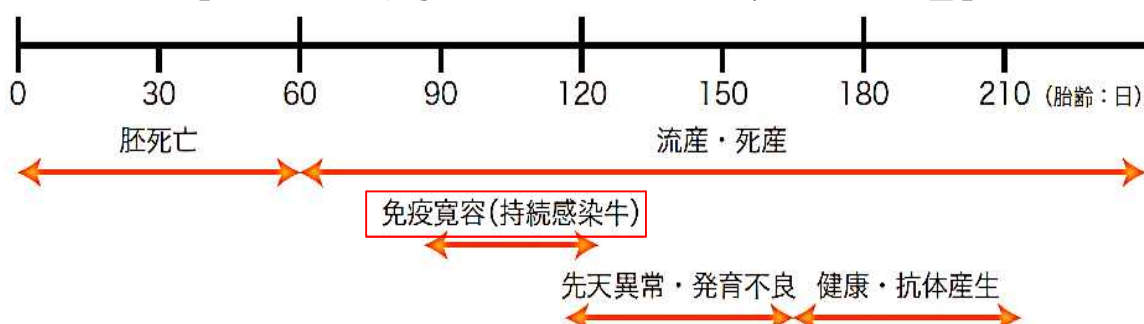 0 30 60 90 120 150 180 210 (胎齢：日)
胚死亡 流産・死産
免疫寛容(持続感染牛)
先天異常・発育不良 健康・抗体産生